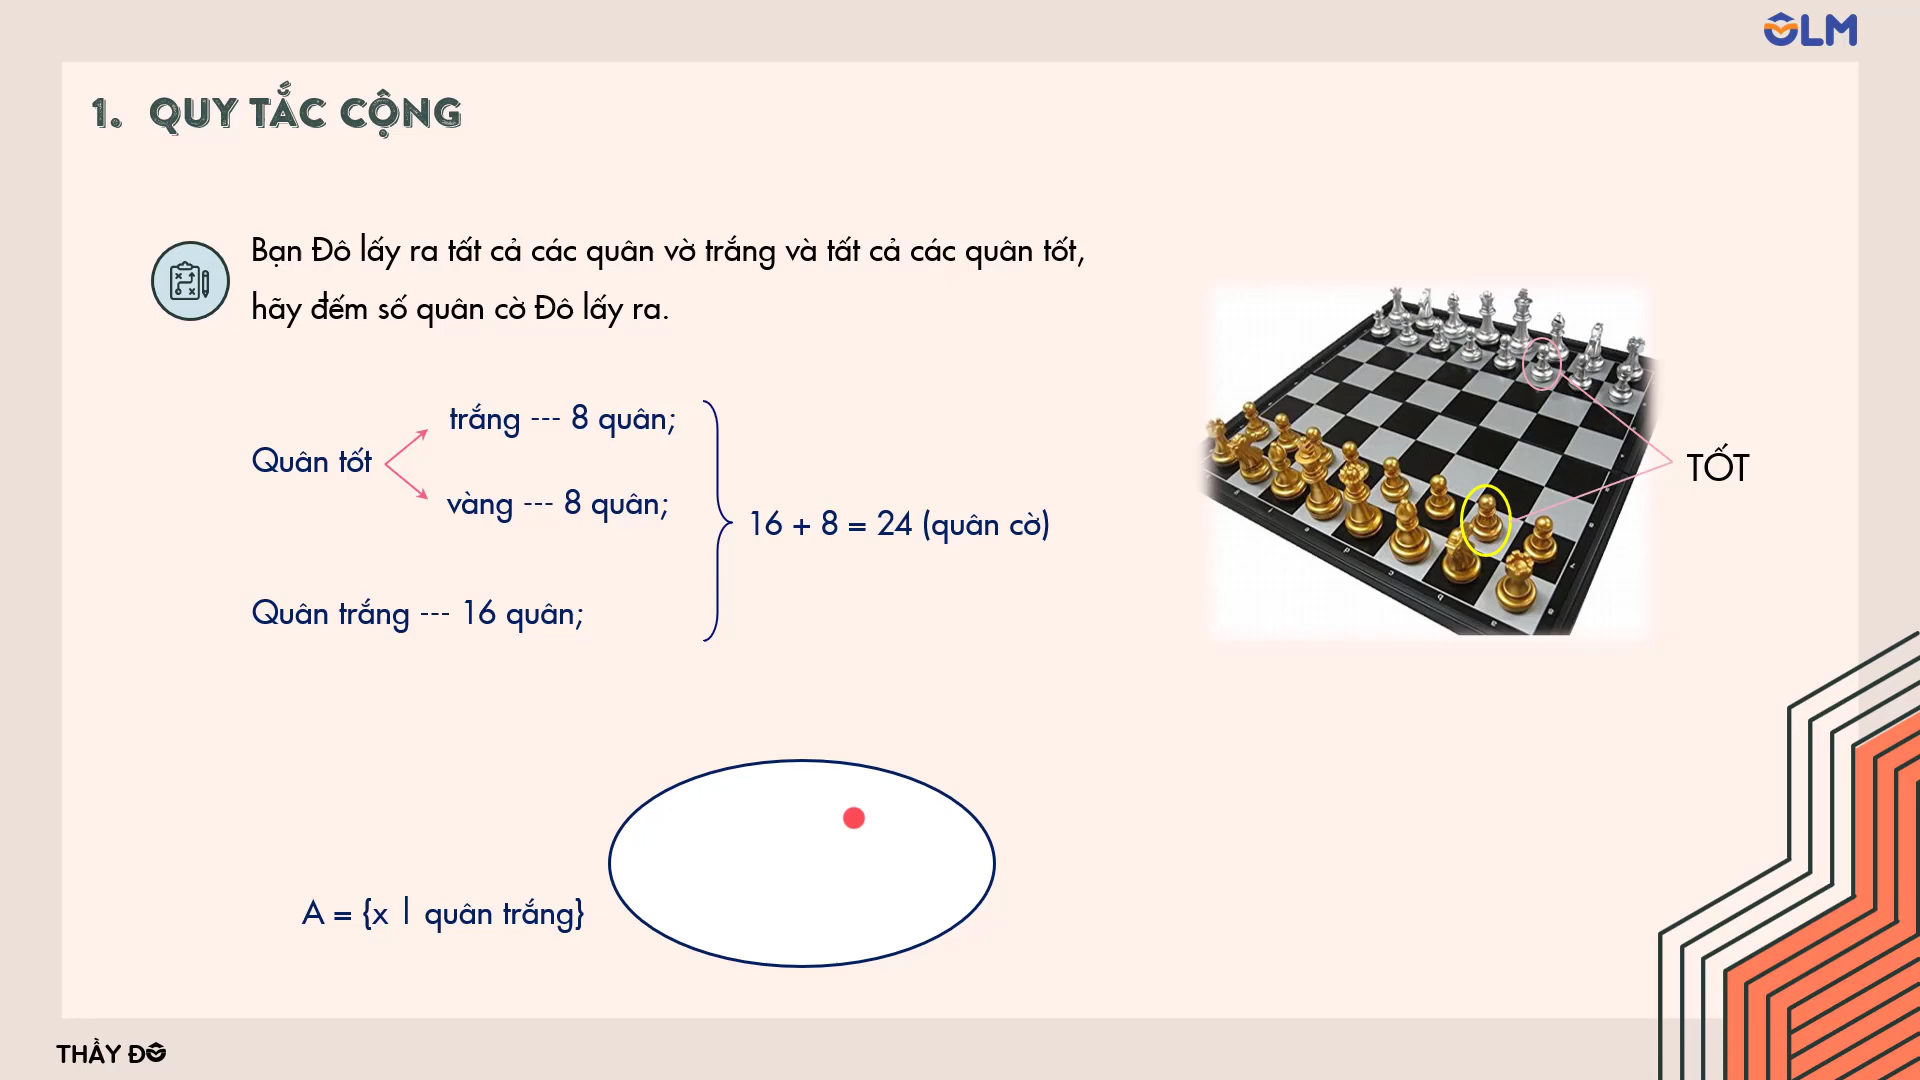 OLM
1. QUY TẮC CỘNG
Bạn Đô lấy ra tất cả các quân vờ trắng và tất cả các quân tốt,
hãy đếm số quân cờ Đô lấy ra.
trắng --- 8 quân;
Quân tốt
vàng --- 8 quân;
16 + 8 = 24 (quân cờ)
Quân trắng --- 16 quân;
TỐT
A = {x | quân trắng}
THẦY ĐÔ